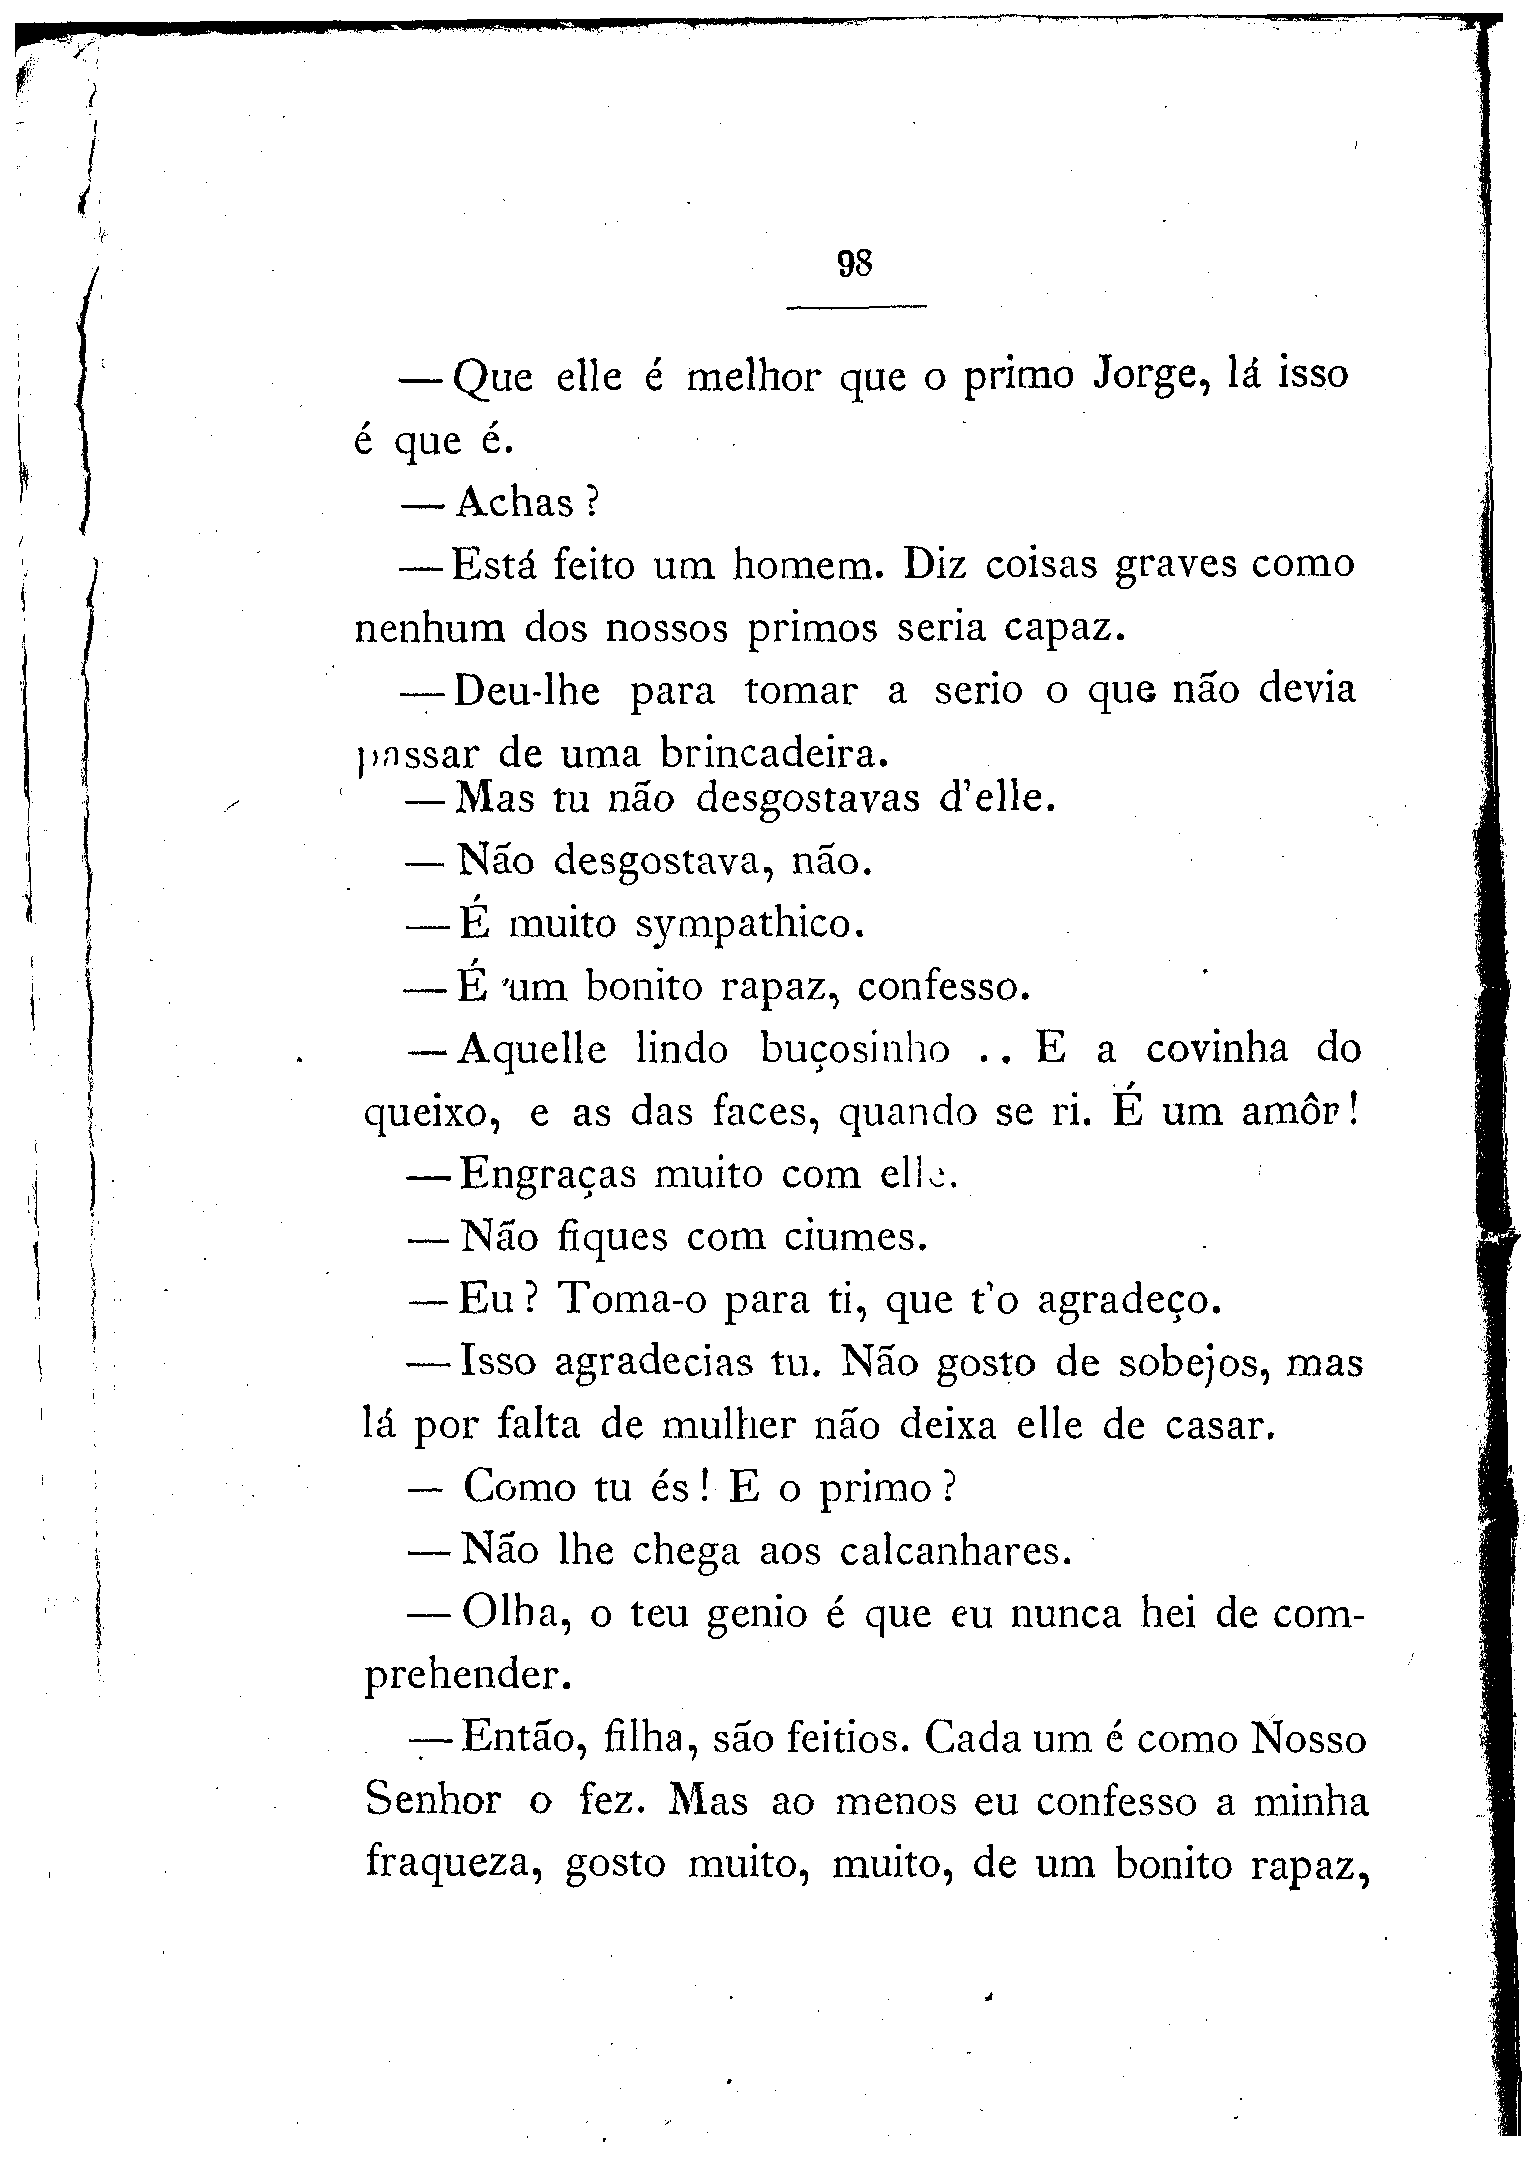 98
— Que elle é melhor que o primo Jorge, lá isso
é que é.
— Achas ?
— Está feito um homem. Diz coisas graves como
nenhum dos nossos primos seria capaz.
— Deu-lhe para tomar a serio o que não devia
passar de uma brincadeira.
— Mas tu não desgostavas d'elle.
— Não desgostava, não.
— É muito sympathico.
— É um bonito rapaz, confesso.
— Aquelle lindo buçosinho .. E a covinha do
queixo, e as das faces, quando se ri. É um amôr !
— Engraças muito com elle.
— Não fiques com ciumes.
— Eu ? Toma-o para ti, que t'o agradeço.
— Isso agradecias tu. Não gosto de sobejos, mas
lá por falta de mulher não deixa elle de casar.
— Como tu és ! E o primo ?
— Não lhe chega aos calcanhares.
— Olha, o teu genio é que eu nunca hei de com-
prehender.
— Então, filha, são feitios. Cada um é como Nosso
Senhor o fez. Mas ao menos eu confesso a minha
fraqueza, gosto muito, muito, de um bonito rapaz,